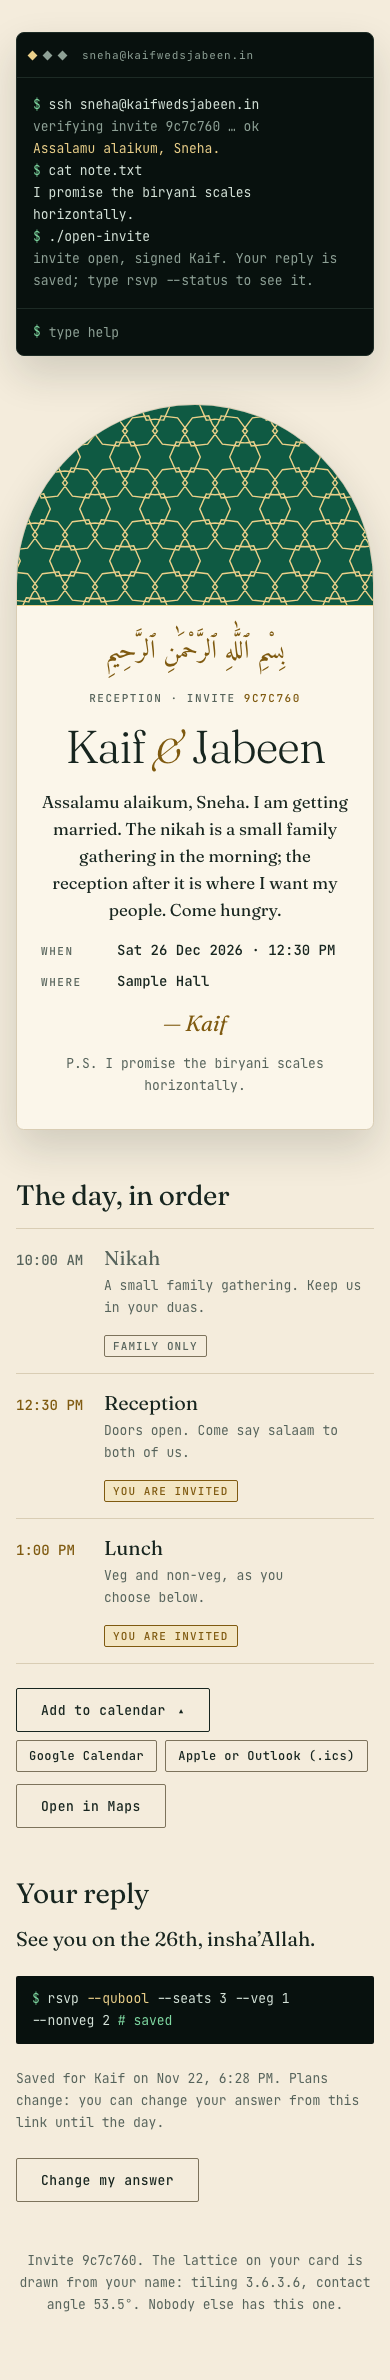 sneha@kaifwedsjabeen.in
$ ssh sneha@kaifwedsjabeen.in
verifying invite 9c7c760 … ok
Assalamu alaikum, Sneha.
$ cat note.txt
I promise the biryani scales
horizontally.
$ ./open-invite
invite open, signed Kaif. Your reply is
saved; type rsvp --status to see it.
$ type help
بِسْمِ ٱللَّٰهِ ٱلرَّحْمَٰنِ ٱلرَّحِيمِ
RECEPTION · INVITE 9C7C760
Kaif & Jabeen
Assalamu alaikum, Sneha. I am getting
married. The nikah is a small family
gathering in the morning; the
reception after it is where I want my
people. Come hungry.
WHEN Sat 26 Dec 2026 · 12:30 PM
WHERE Sample Hall
— Kaif
P.S. I promise the biryani scales
horizontally.
The day, in order
10:00 AM Nikah
A small family gathering. Keep us
in your duas.
FAMILY ONLY
12:30 PM Reception
Doors open. Come say salaam to
both of us.
YOU ARE INVITED
1:00 PM Lunch
Veg and non-veg, as you
choose below.
YOU ARE INVITED
Add to calendar ▴
Google Calendar Apple or Outlook (.ics)
Open in Maps
Your reply
See you on the 26th, insha’Allah.
$ rsvp --qubool --seats 3 --veg 1
--nonveg 2 # saved
Saved for Kaif on Nov 22, 6:28 PM. Plans
change: you can change your answer from this
link until the day.
Change my answer
Invite 9c7c760. The lattice on your card is
drawn from your name: tiling 3.6.3.6, contact
angle 53.5°. Nobody else has this one.